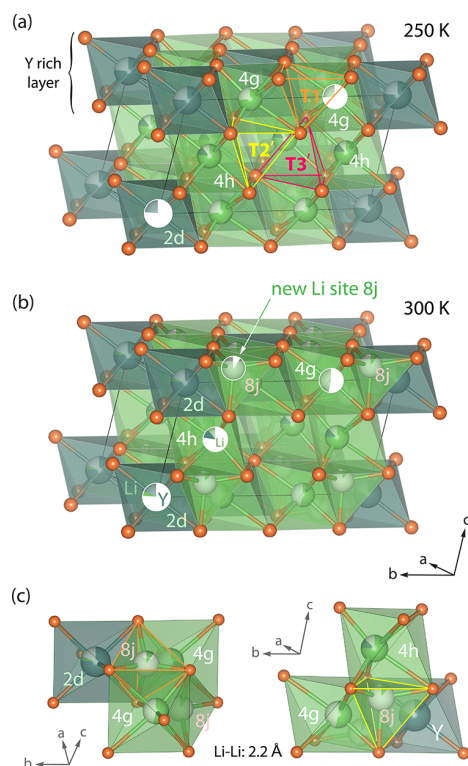 (a)
250 K
Y rich
layer
4g
T1
4g
T2′
T3′
4h
2d
(b)
new Li site 8j
300 K
4g
8j
8j
2d
4h
Li
Li
Y
2d
c
a
b
(c)
c
a
b
8j
4g
4h
2d
4g
8j
4g
8j
Y
c
a
b
Li-Li: 2.2 Å